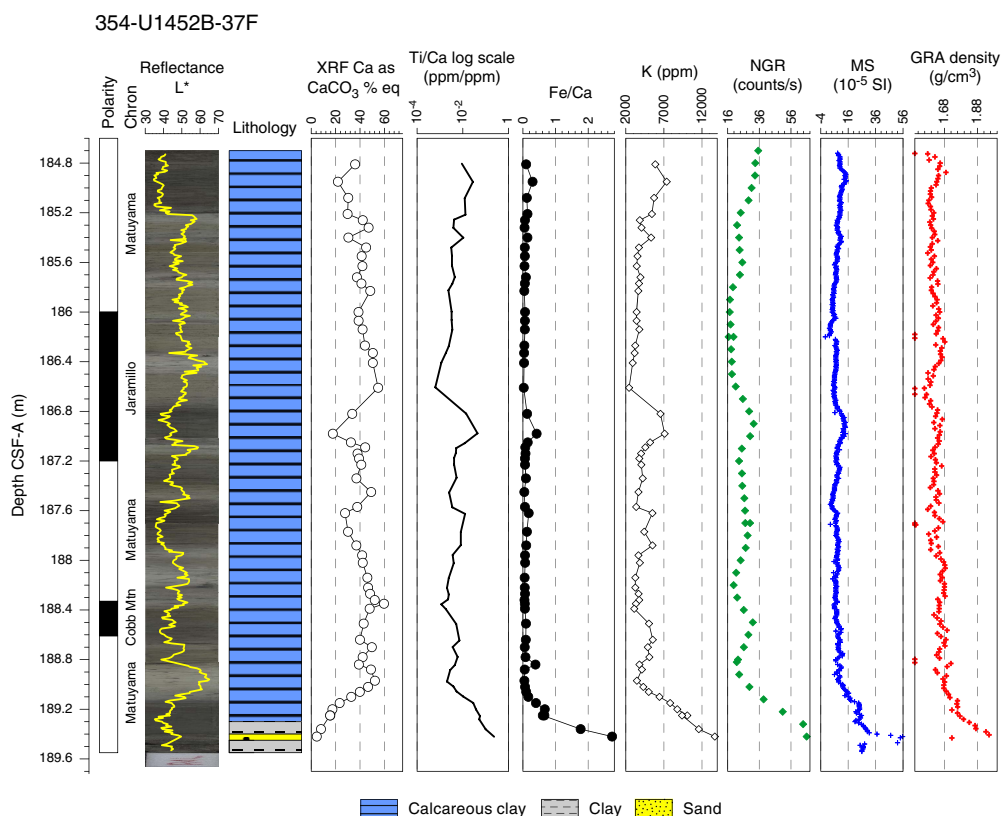 354-U1452B-37F
Polarity
Chron
Reflectance
L*
30 40 50 60 70
Lithology
XRF Ca as
CaCO3 % eq
0 20 40 60 80
Ti/Ca log scale
(ppm/ppm)
10-4 10-2 1
Fe/Ca
0 1 2
K (ppm)
2000 7000 12000
NGR
(counts/s)
16 36 56
MS
(10-5 SI)
-4 16 36 56
GRA density
(g/cm3)
1.68 1.88
Depth CSF-A (m)
184.8
185.2
185.6
186
186.4
186.8
187.2
187.6
188
188.4
188.8
189.2
189.6
Matuyama
Jaramillo
Matuyama
Cobb Mtn
Matuyama
Calcareous clay
Clay
Sand